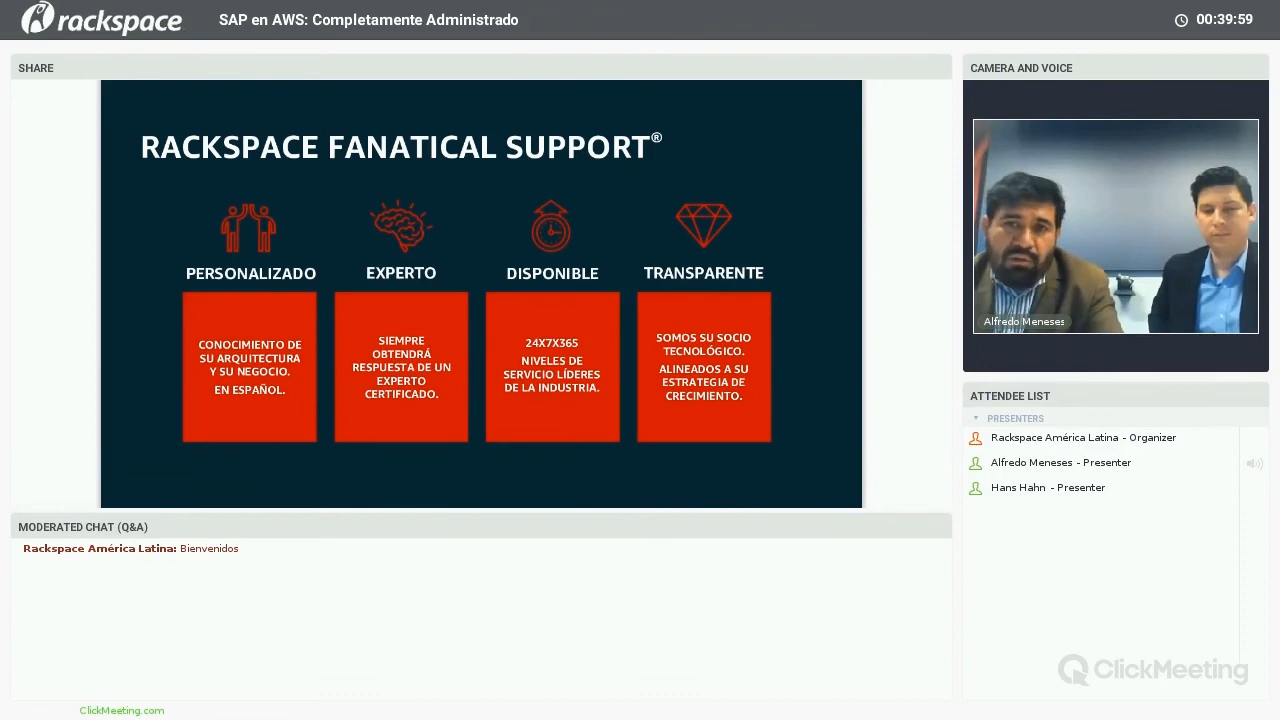 rackspace
SAP en AWS: Completamente Administrado
00:39:59
SHARE
RACKSPACE FANATICAL SUPPORT®
PERSONALIZADO
CONOCIMIENTO DE
SU ARQUITECTURA
Y SU NEGOCIO.
EN ESPAÑOL.
EXPERTO
SIEMPRE
OBTENDRÁ
RESPUESTA DE UN
EXPERTO
CERTIFICADO.
DISPONIBLE
24X7X365
NIVELES DE
SERVICIO LÍDERES
DE LA INDUSTRIA.
TRANSPARENTE
SOMOS SU SOCIO
TECNOLÓGICO.
ALINEADOS A SU
ESTRATEGIA DE
CRECIMIENTO.
CAMERA AND VOICE
Alfredo Meneses
ATTENDEE LIST
PRESENTERS
Rackspace América Latina - Organizer
Alfredo Meneses - Presenter
Hans Hahn - Presenter
MODERATED CHAT (Q&A)
Rackspace América Latina: Bienvenidos
ClickMeeting
ClickMeeting.com